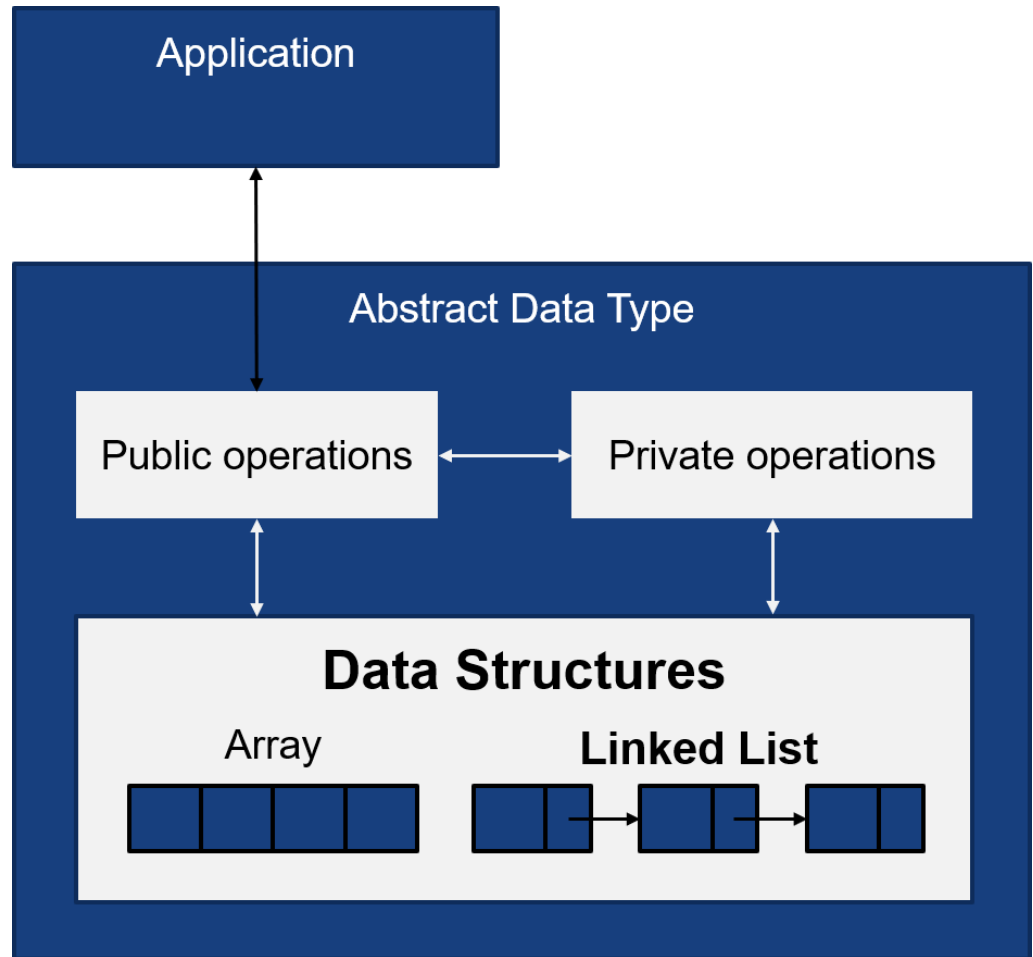 Application
Abstract Data Type
Public operations
Private operations
Data Structures
Array
Linked List